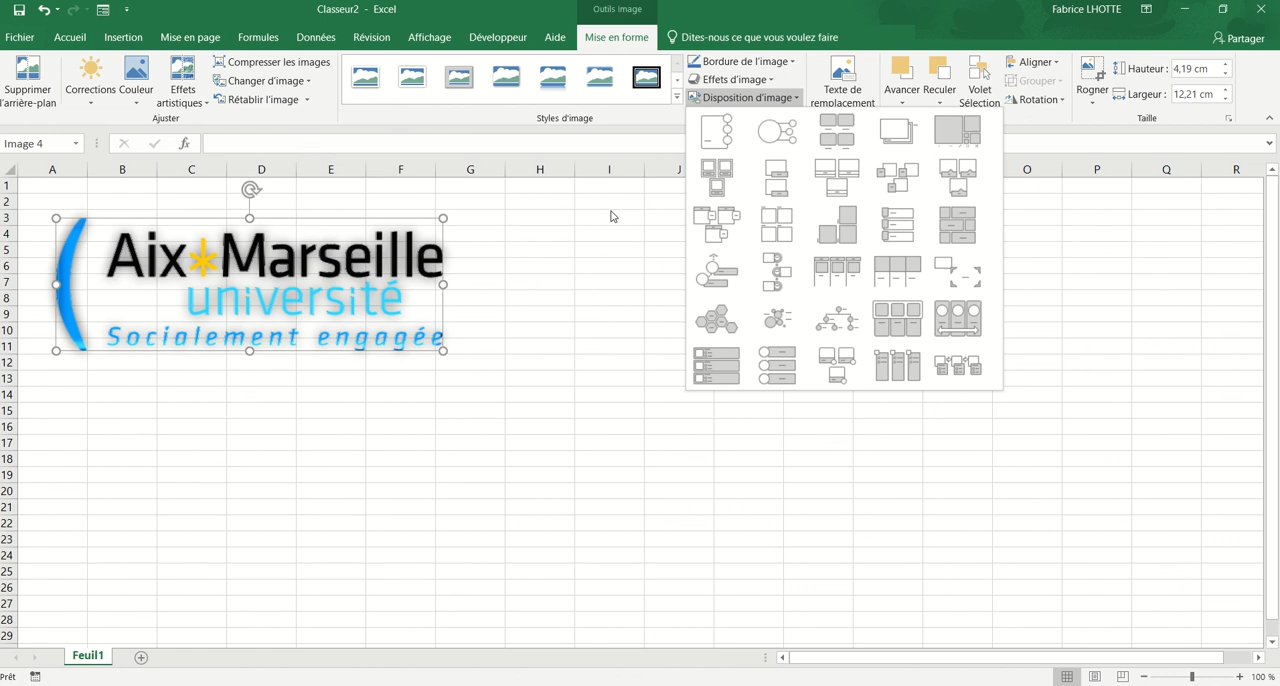 Classeur2 - Excel
Outils Image
Fabrice LHOTTE
Fichier Accueil Insertion Mise en page Formules Données Révision Affichage Développeur Aide Mise en forme Dites-nous ce que vous voulez faire Partager
Supprimer
l'arrière-plan
Corrections
Couleur
Effets
artistiques
Compresser les images
Changer d'image
Rétablir l'image
Ajuster
Styles d'image
Bordure de l'image
Effets d'image
Disposition d'image
Texte de
remplacement
Avancer
Reculer
Volet
Sélection
Aligner
Grouper
Rotation
Rogner
Hauteur : 4,19 cm
Largeur : 12,21 cm
Taille
Image 4
fx
A B C D E F G H I J O P Q R
1
2
3
4
5
6
7
8
9
10
11
12
13
14
15
16
17
18
19
20
21
22
23
24
25
26
27
28
29
Aix*Marseille
université
Socialement engagée
Feuil1
Prêt
100 %